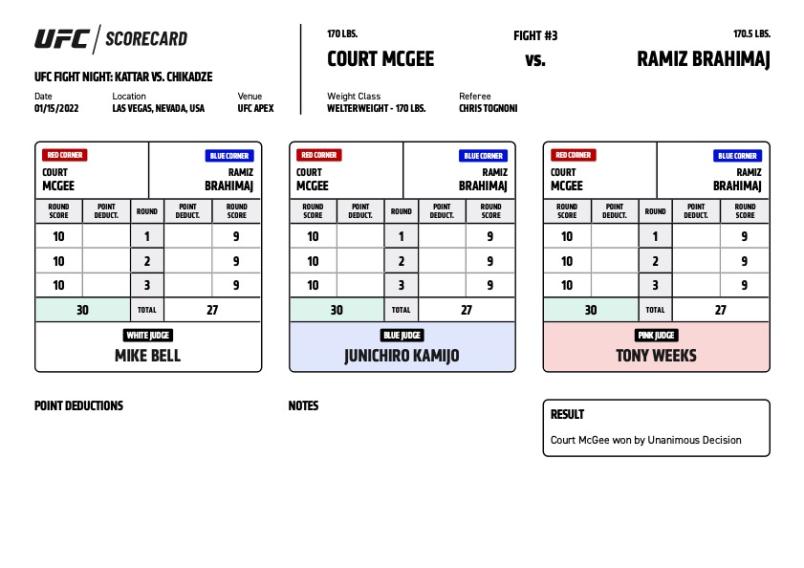 UFC / SCORECARD
UFC FIGHT NIGHT: KATTAR VS. CHIKADZE
Date Location Venue
01/15/2022 LAS VEGAS, NEVADA, USA UFC APEX
170 LBS. FIGHT #3 170.5 LBS.
COURT MCGEE vs. RAMIZ BRAHIMAJ
Weight Class Referee
WELTERWEIGHT - 170 LBS. CHRIS TOGNONI
RED CORNER BLUE CORNER
COURT RAMIZ
MCGEE BRAHIMAJ
ROUND SCORE POINT DEDUCT. ROUND POINT DEDUCT. ROUND SCORE
10 1 9
10 2 9
10 3 9
30 TOTAL 27
WHITE JUDGE
MIKE BELL
RED CORNER BLUE CORNER
COURT RAMIZ
MCGEE BRAHIMAJ
ROUND SCORE POINT DEDUCT. ROUND POINT DEDUCT. ROUND SCORE
10 1 9
10 2 9
10 3 9
30 TOTAL 27
BLUE JUDGE
JUNICHIRO KAMIJO
RED CORNER BLUE CORNER
COURT RAMIZ
MCGEE BRAHIMAJ
ROUND SCORE POINT DEDUCT. ROUND POINT DEDUCT. ROUND SCORE
10 1 9
10 2 9
10 3 9
30 TOTAL 27
PINK JUDGE
TONY WEEKS
POINT DEDUCTIONS
NOTES
RESULT
Court McGee won by Unanimous Decision